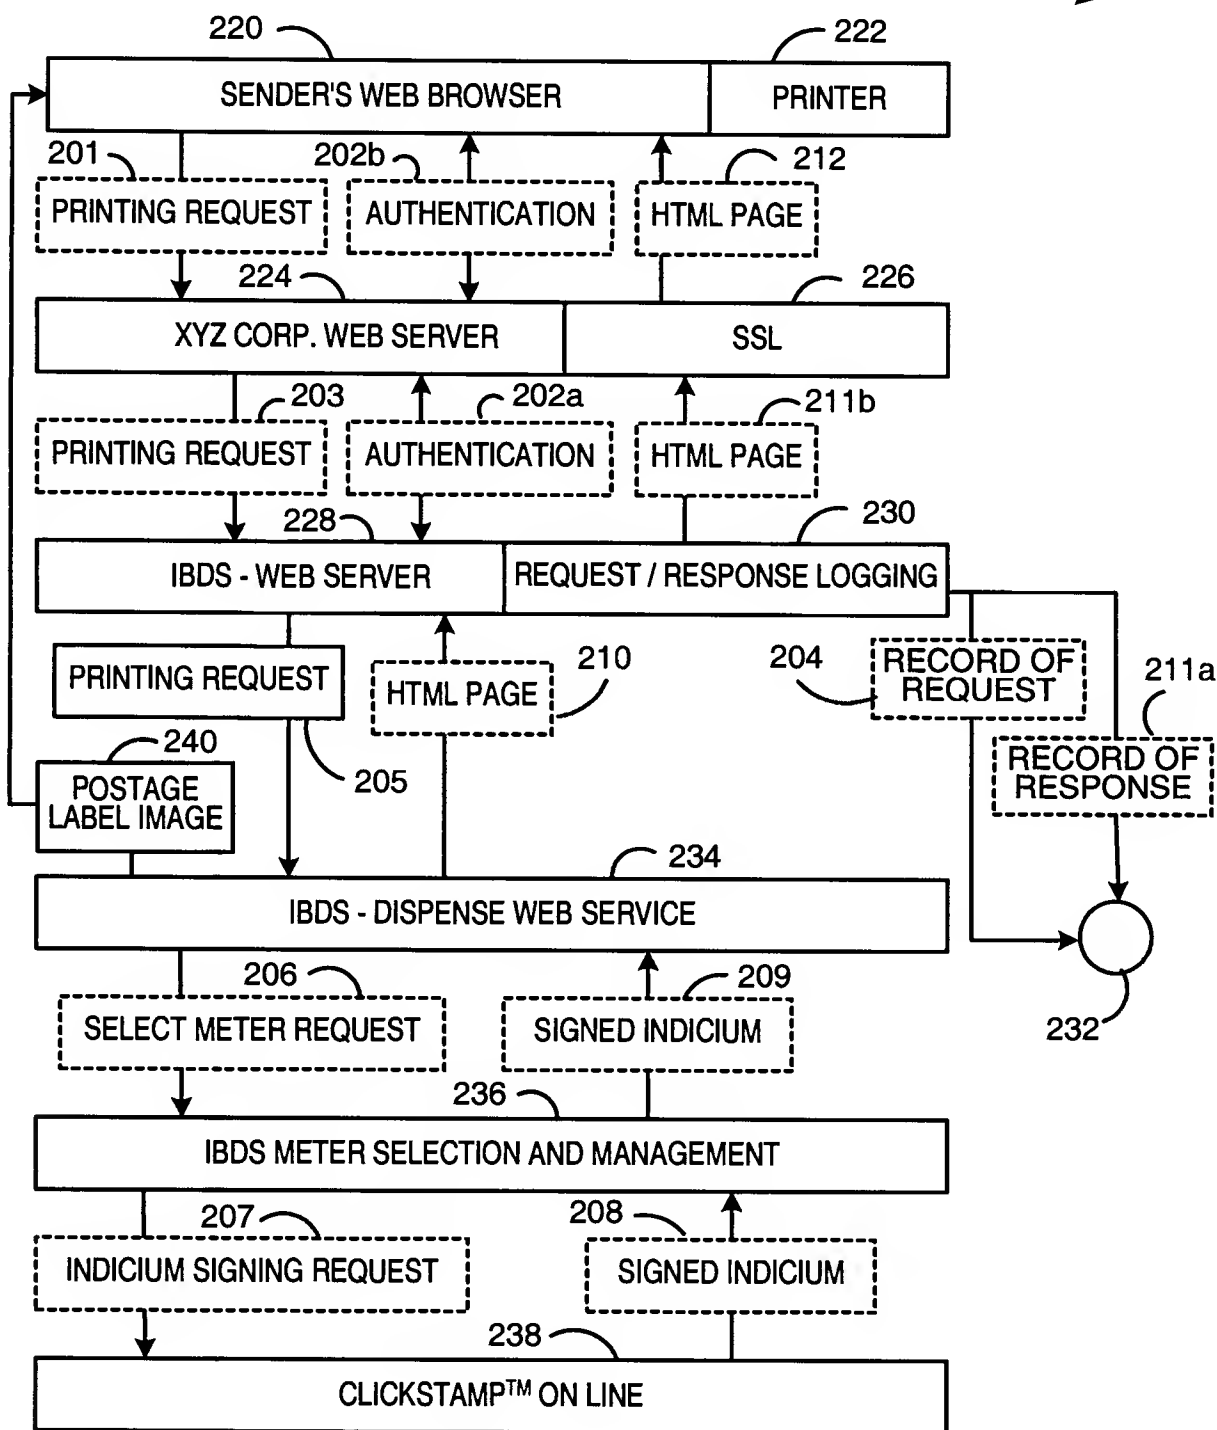 220
222
SENDER'S WEB BROWSER
PRINTER
201
202b
212
PRINTING REQUEST
AUTHENTICATION
HTML PAGE
224
226
XYZ CORP. WEB SERVER
SSL
203
202a
211b
PRINTING REQUEST
AUTHENTICATION
HTML PAGE
228
230
IBDS - WEB SERVER
REQUEST / RESPONSE LOGGING
PRINTING REQUEST
HTML PAGE
210
204
RECORD OF
REQUEST
211a
240
205
POSTAGE
LABEL IMAGE
RECORD OF
RESPONSE
234
IBDS - DISPENSE WEB SERVICE
206
209
SELECT METER REQUEST
SIGNED INDICIUM
232
236
IBDS METER SELECTION AND MANAGEMENT
207
208
INDICIUM SIGNING REQUEST
SIGNED INDICIUM
238
CLICKSTAMP™ ON LINE